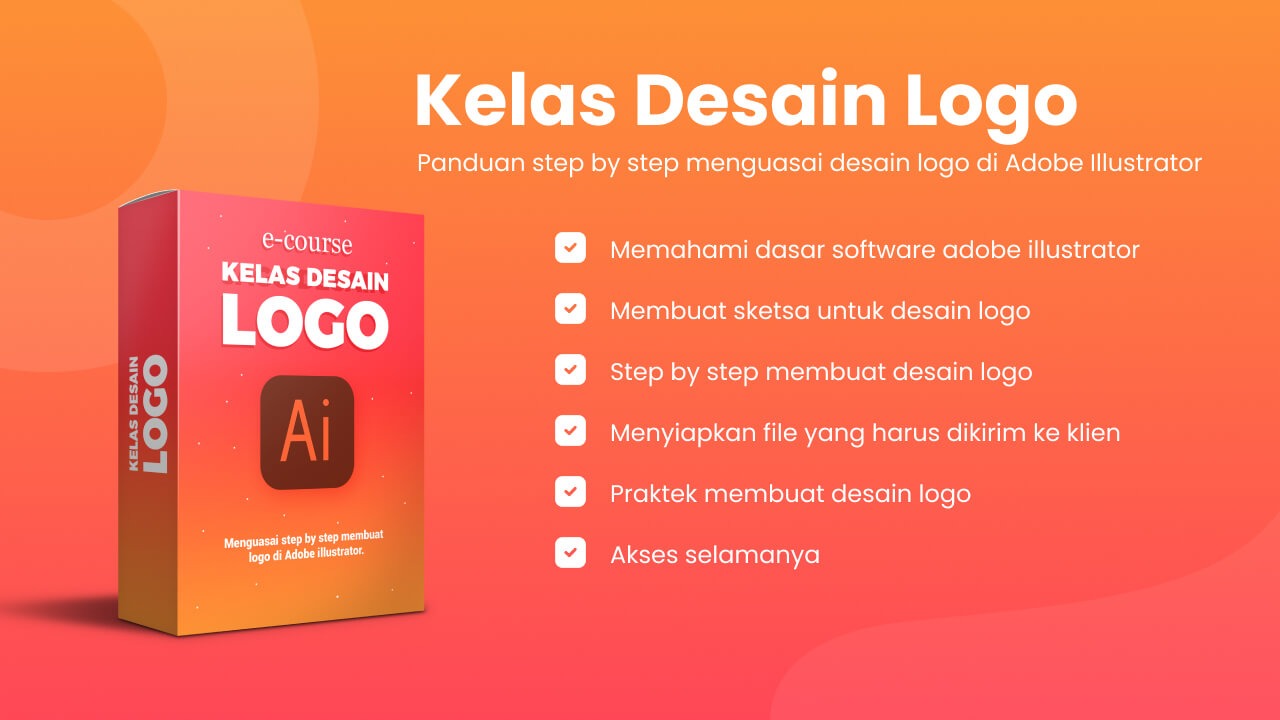 Kelas Desain Logo
Panduan step by step menguasai desain logo di Adobe Illustrator
e-course
KELAS DESAIN
LOGO
Ai
Menguasai step by step membuat
logo di Adobe illustrator.
KELAS DESAIN
LOGO
Memahami dasar software adobe illustrator
Membuat sketsa untuk desain logo
Step by step membuat desain logo
Menyiapkan file yang harus dikirim ke klien
Praktek membuat desain logo
Akses selamanya